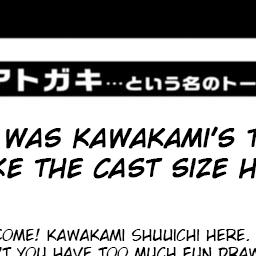 アトガキ…という名のトー
WAS KAWAKAMI'S T
KE THE CAST SIZE H
COME! KAWAKAMI SHUUICHI HERE.
T YOU HAVE TOO MUCH FUN DRAW